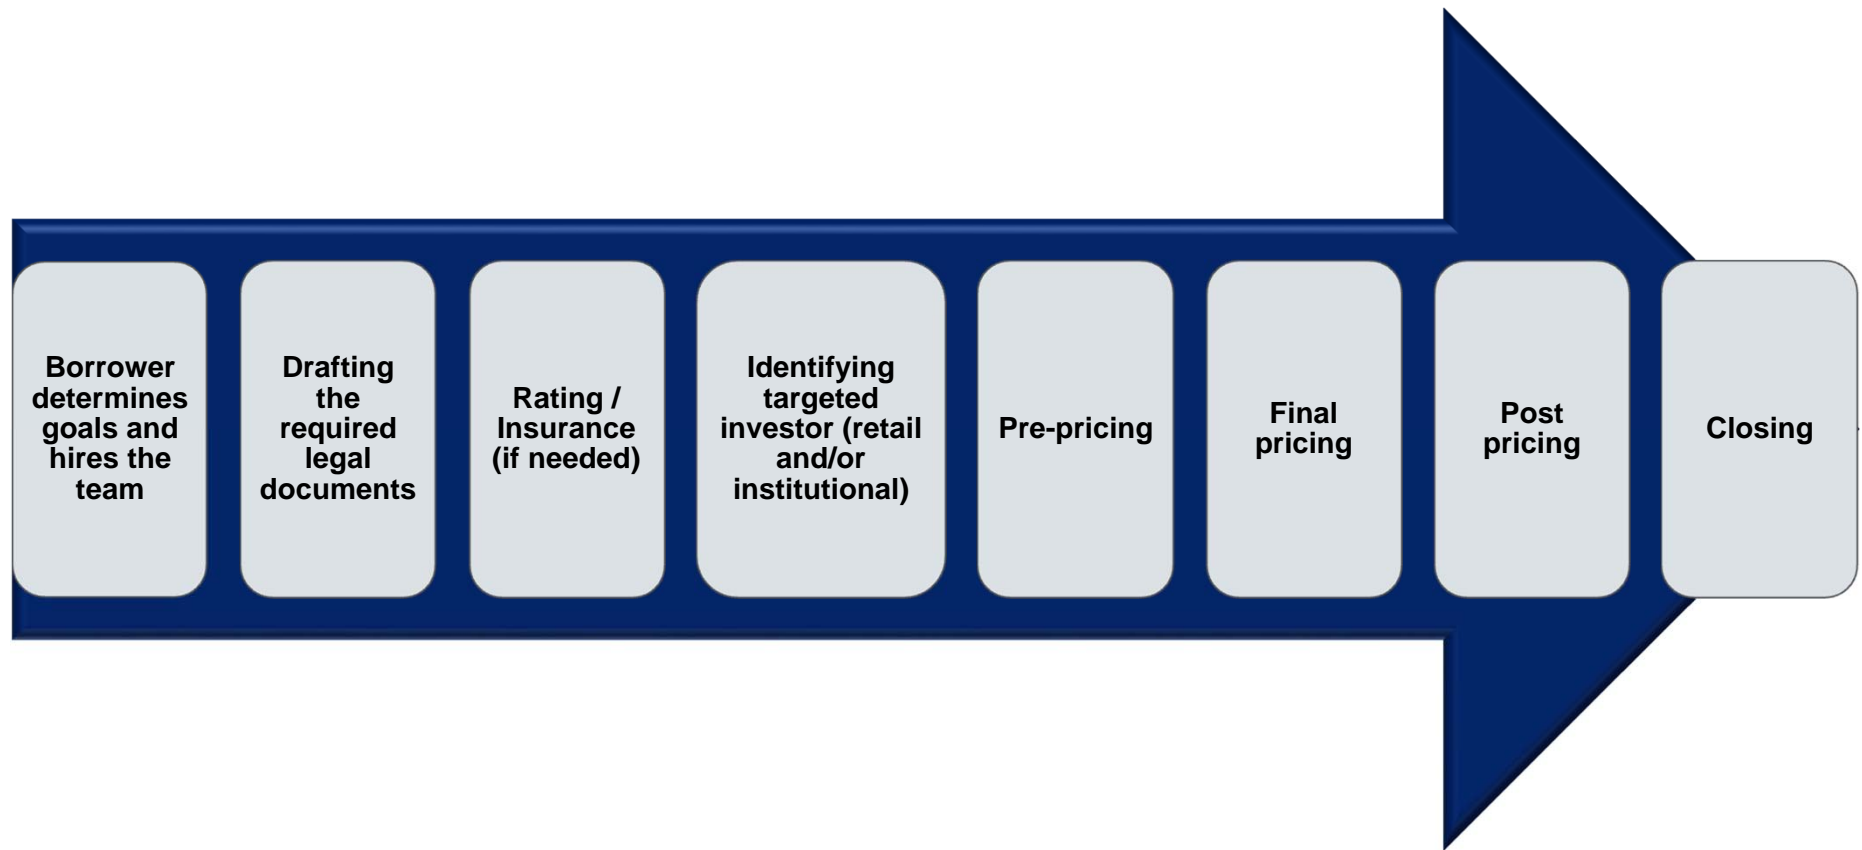 Borrower
determines
goals and
hires the
team
Drafting
the
required
legal
documents
Rating /
Insurance
(if needed)
Identifying
targeted
investor (retail
and/or
institutional)
Pre-pricing
Final
pricing
Post
pricing
Closing